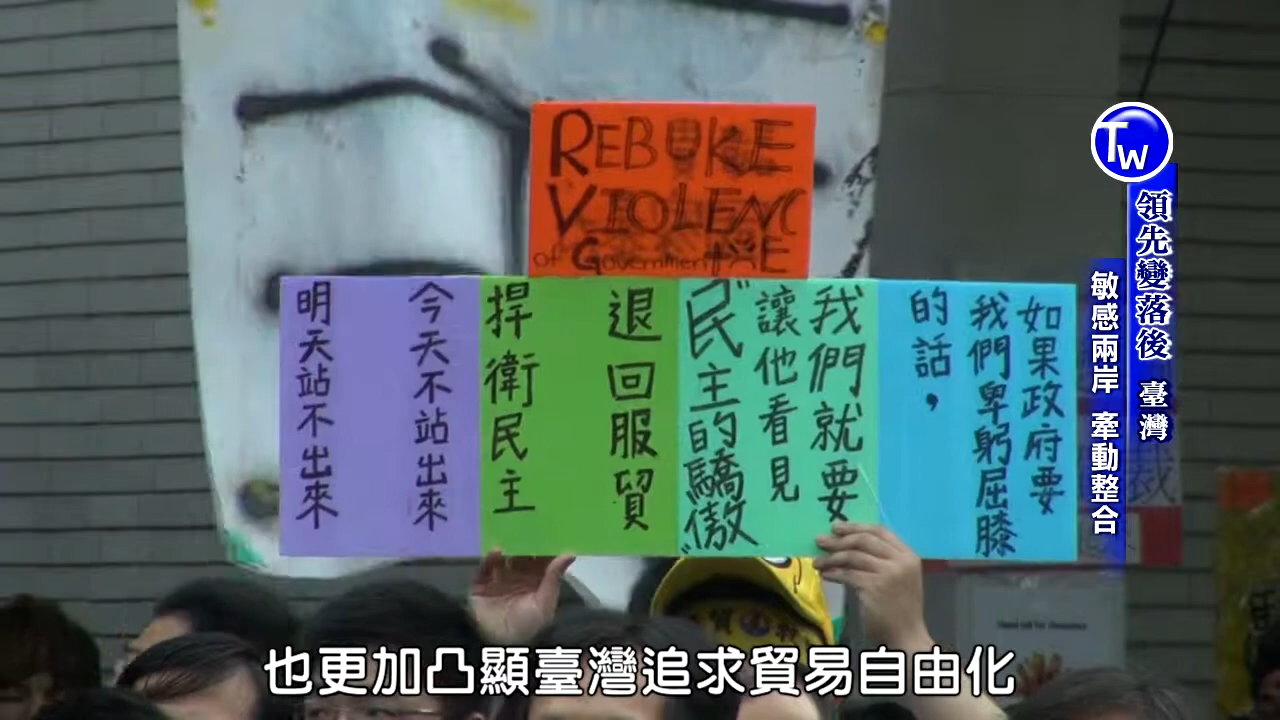 REBUKE
VIOLENC
of Government THE
如果政府要
我們卑躬屈膝
的話，
我們就要
讓他看見
"民主的驕傲"
退回服貿
捍衛民主
今天不站出來
明天站不出來
TW
領先變落後 臺灣
敏感兩岸 牽動整合
也更加凸顯臺灣追求貿易自由化